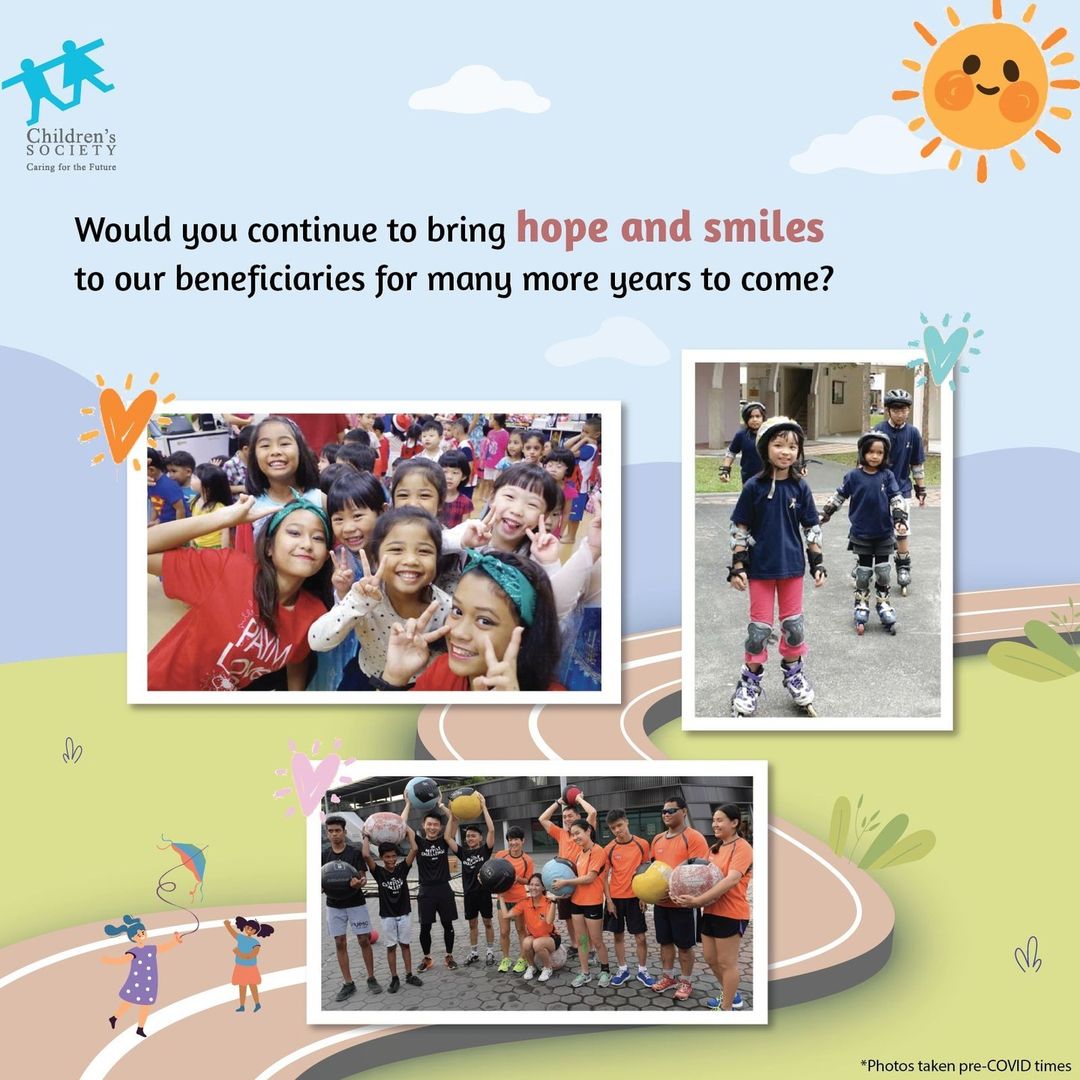 Children's
SOCIETY
Caring for the Future
Would you continue to bring hope and smiles
to our beneficiaries for many more years to come?
*Photos taken pre-COVID times